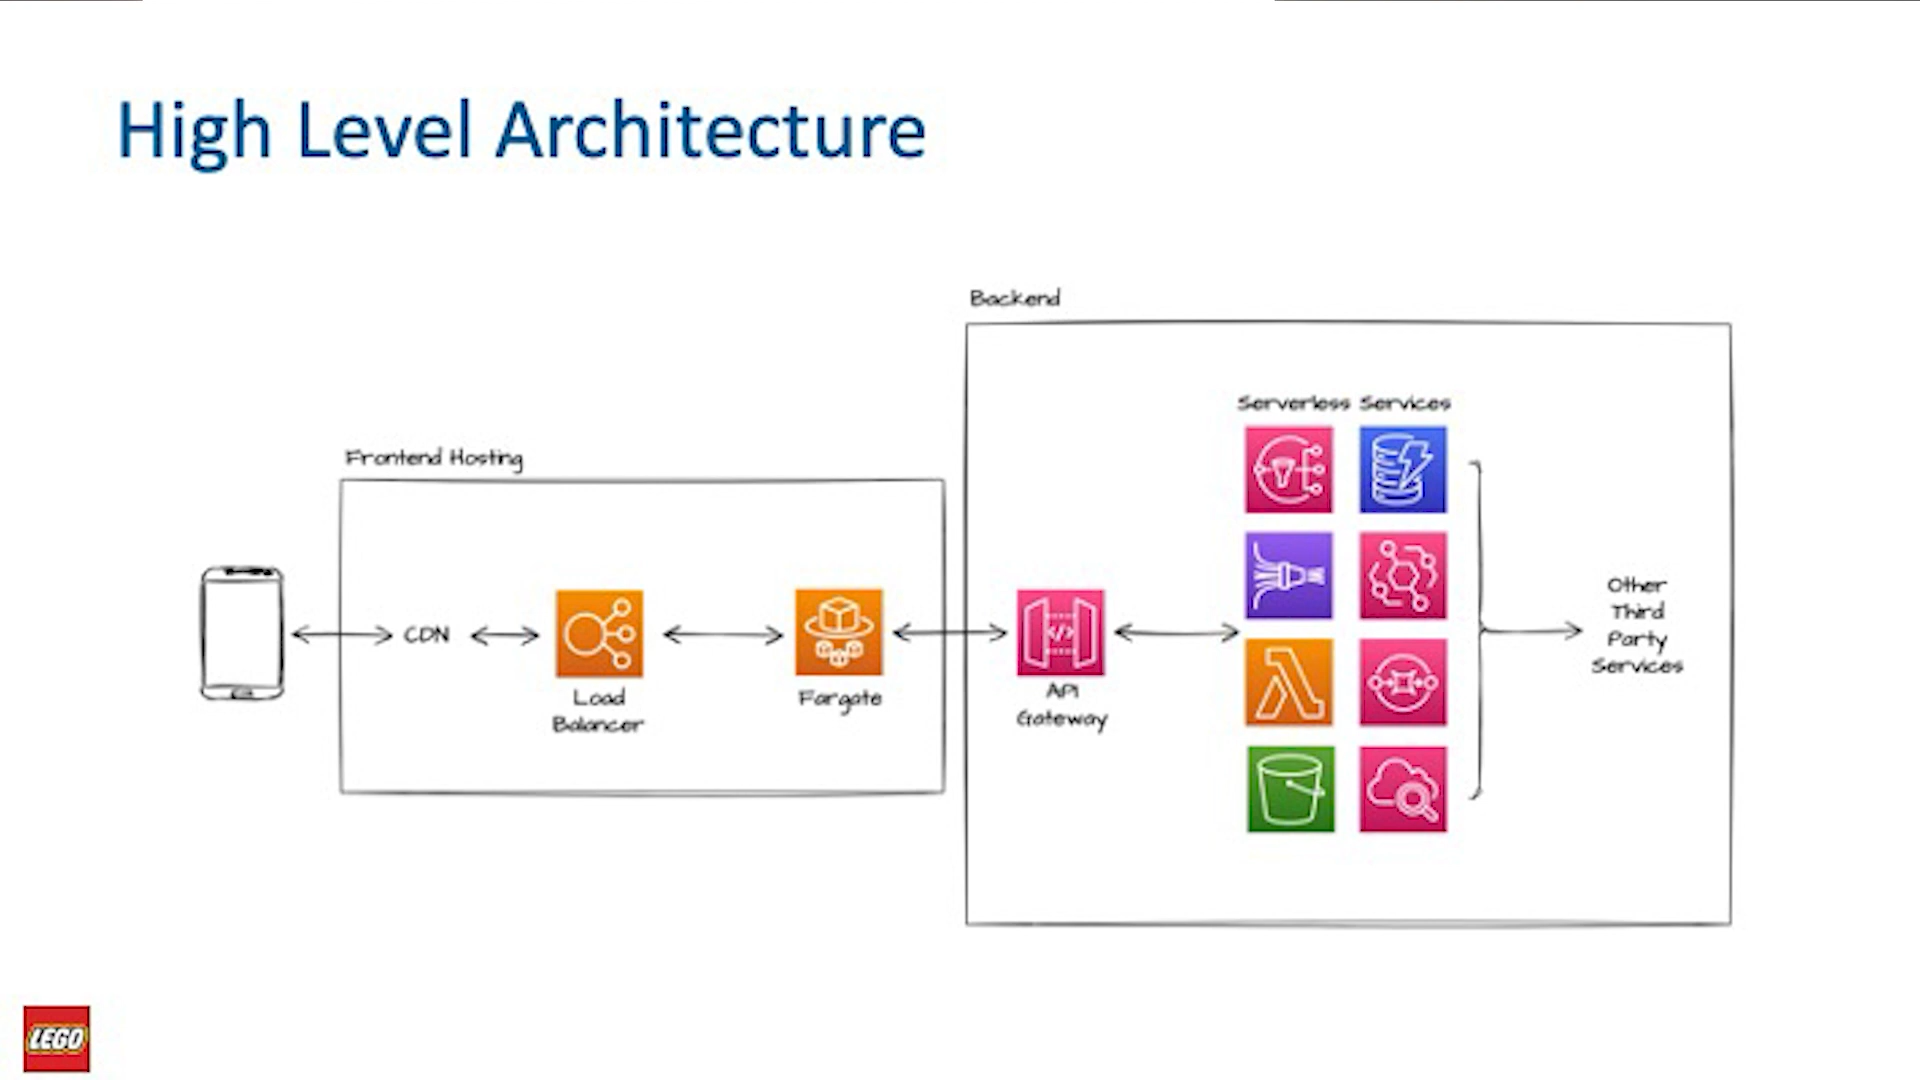 High Level Architecture
Backend
Serverless Services
Frontend Hosting
CDN
Load
Balancer
Fargate
API
Gateway
Other
Third
Party
Services
LEGO